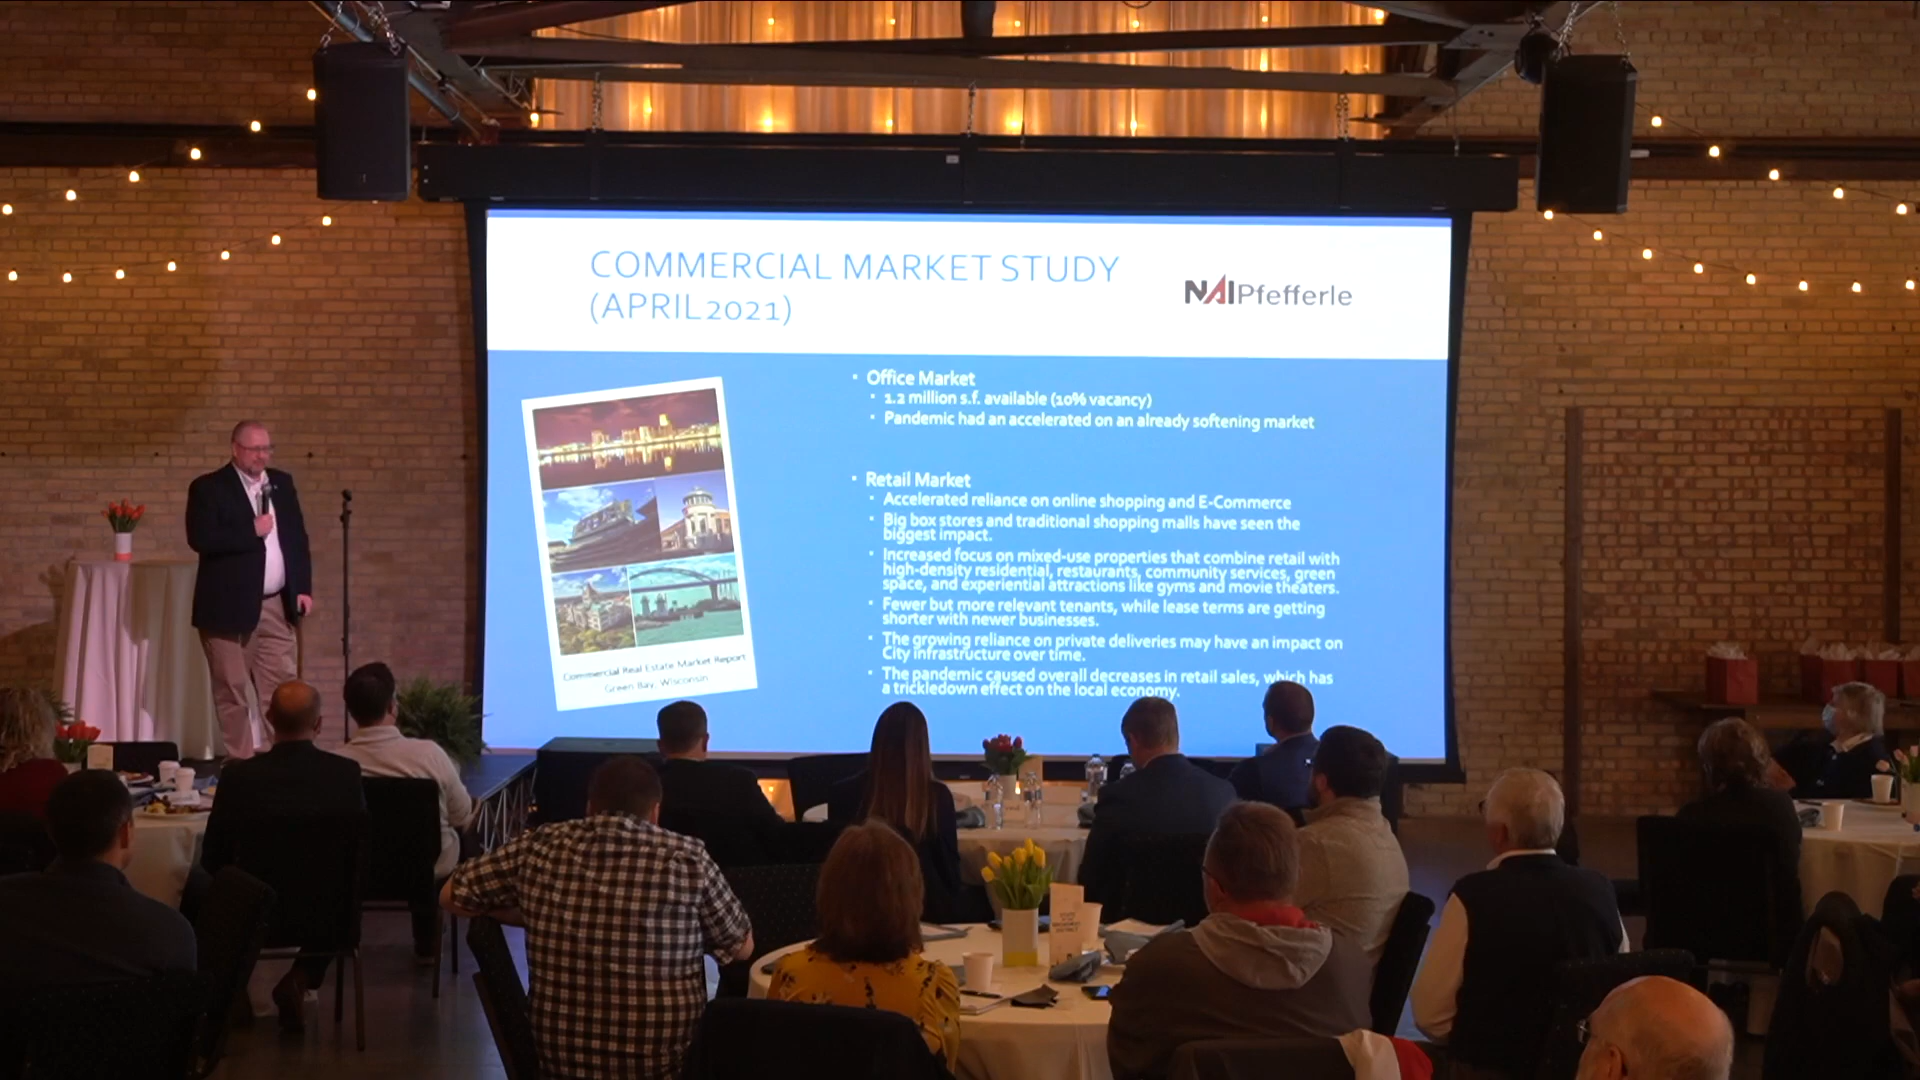 COMMERCIAL MARKET STUDY
(APRIL 2021)
NAIPfefferle
Office Market
1.2 million s.f. available (10% vacancy)
Pandemic had an accelerated on an already softening market
Retail Market
Accelerated reliance on online shopping and E-Commerce
Big box stores and traditional shopping malls have seen the
biggest impact.
Increased focus on mixed-use properties that combine retail with
high-density residential, restaurants, community services, green
space, and experiential attractions like gyms and movie theaters.
Fewer but more relevant tenants, while lease terms are getting
shorter with newer businesses.
The growing reliance on private deliveries may have an impact on
City infrastructure over time.
The pandemic caused overall decreases in retail sales, which has
a trickledown effect on the local economy.
Commercial Real Estate Market Report
Green Bay, Wisconsin